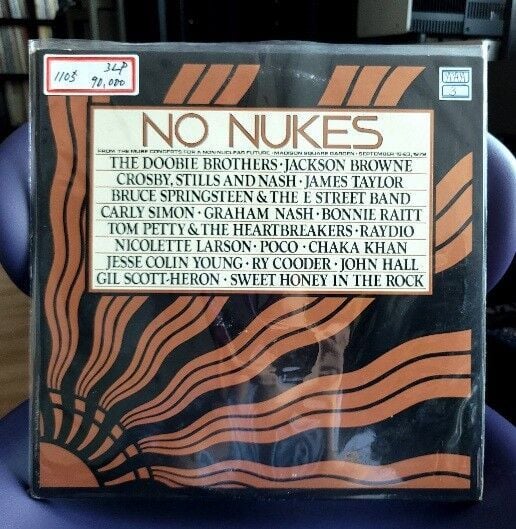 1103
3LP
90,000
3
NO NUKES
FROM THE MUSE CONCERTS FOR A NON-NUCLEAR FUTURE · MADISON SQUARE GARDEN · SEPTEMBER 19-23, 1979
THE DOOBIE BROTHERS · JACKSON BROWNE
CROSBY, STILLS AND NASH · JAMES TAYLOR
BRUCE SPRINGSTEEN & THE E STREET BAND
CARLY SIMON · GRAHAM NASH · BONNIE RAITT
TOM PETTY & THE HEARTBREAKERS · RAYDIO
NICOLETTE LARSON · POCO · CHAKA KHAN
JESSE COLIN YOUNG · RY COODER · JOHN HALL
GIL SCOTT-HERON · SWEET HONEY IN THE ROCK